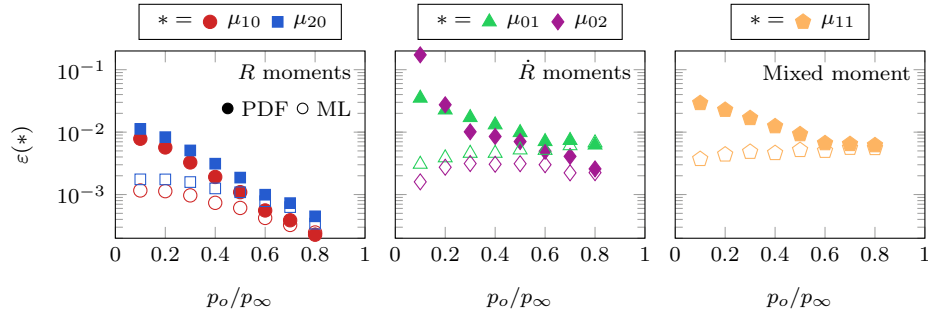 ∗ = μ10 μ20
∗ = μ01 μ02
∗ = μ11
ε(∗)
10−1
10−2
10−3
R moments
PDF ML
Ṙ moments
Mixed moment
0 0.2 0.4 0.6 0.8 1
0 0.2 0.4 0.6 0.8 1
0 0.2 0.4 0.6 0.8 1
po/p∞
po/p∞
po/p∞